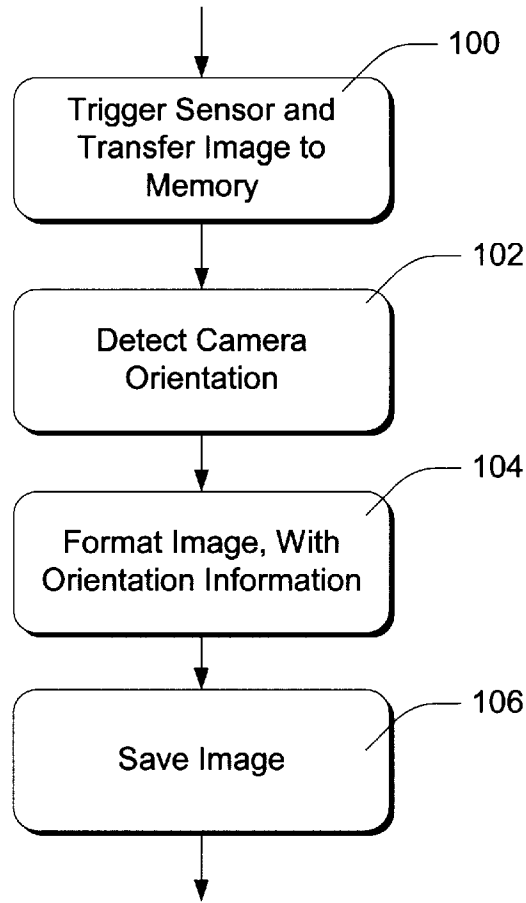 100
Trigger Sensor and
Transfer Image to
Memory
102
Detect Camera
Orientation
104
Format Image, With
Orientation Information
106
Save Image